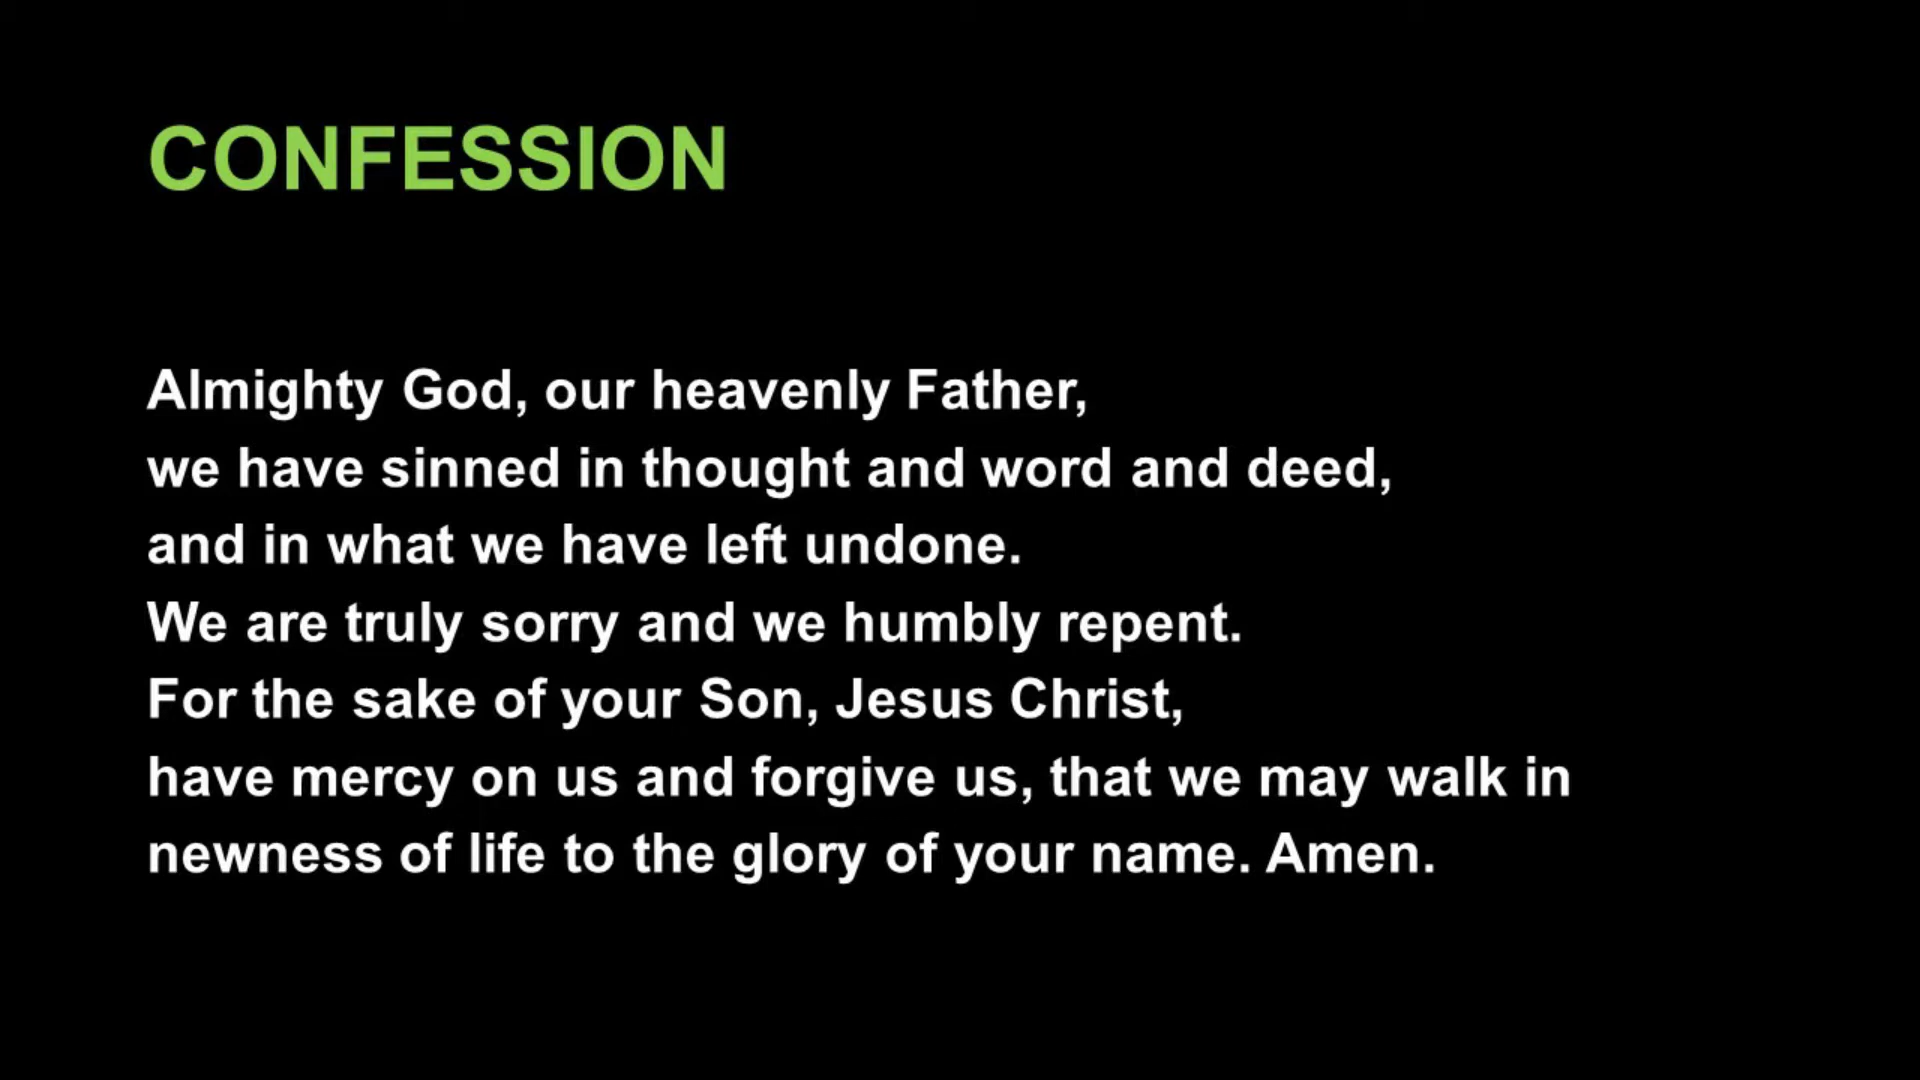 CONFESSION
Almighty God, our heavenly Father,
we have sinned in thought and word and deed,
and in what we have left undone.
We are truly sorry and we humbly repent.
For the sake of your Son, Jesus Christ,
have mercy on us and forgive us, that we may walk in
newness of life to the glory of your name. Amen.